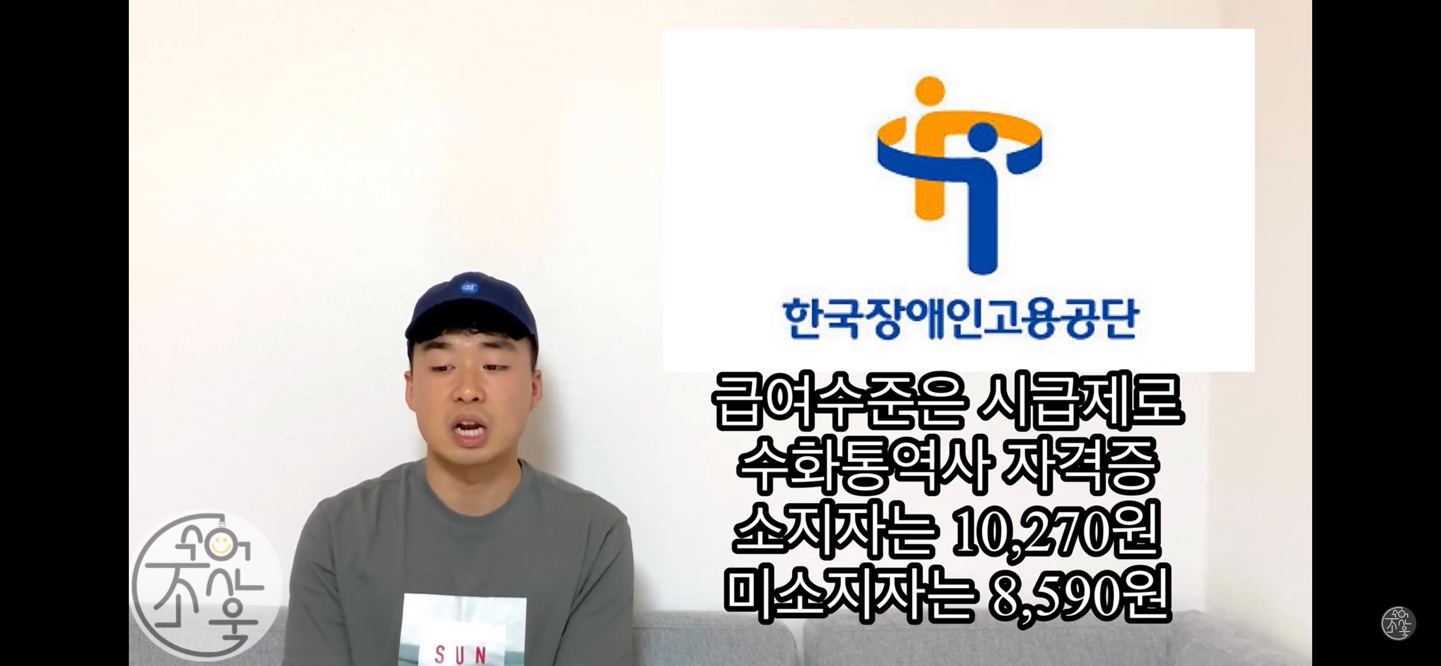 한국장애인고용공단
급여수준은 시급제로
수화통역사 자격증
소지자는 10,270원
미소지자는 8,590원
SUN